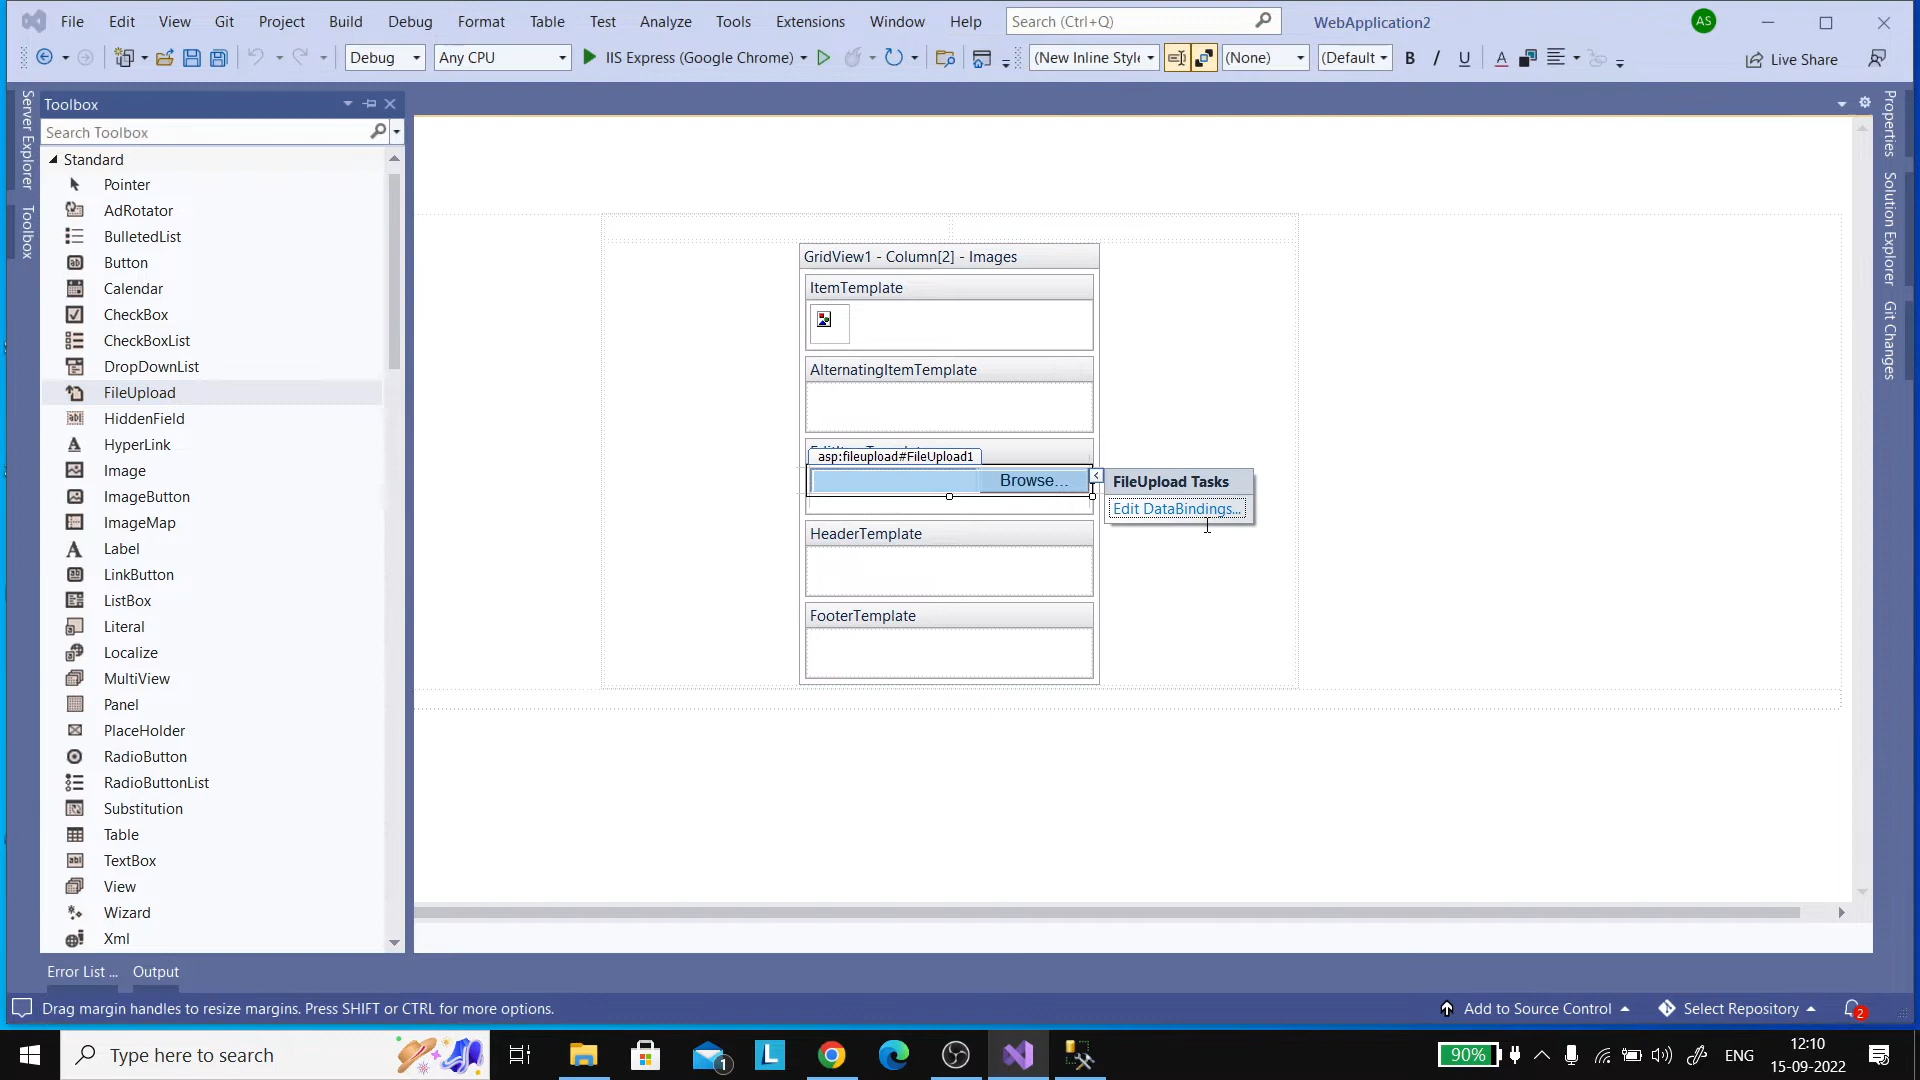 File Edit View Git Project Build Debug Format Table Test Analyze Tools Extensions Window Help Search (Ctrl+Q) WebApplication2 AS
Debug Any CPU IIS Express (Google Chrome) (New Inline Style (None) (Default B I U A Live Share
Server Explorer
Toolbox
Toolbox
Search Toolbox
Standard
Pointer
AdRotator
BulletedList
Button
Calendar
CheckBox
CheckBoxList
DropDownList
FileUpload
HiddenField
HyperLink
Image
ImageButton
ImageMap
Label
LinkButton
ListBox
Literal
Localize
MultiView
Panel
PlaceHolder
RadioButton
RadioButtonList
Substitution
Table
TextBox
View
Wizard
Xml
GridView1 - Column[2] - Images
ItemTemplate
AlternatingItemTemplate
asp:fileupload#FileUpload1
Browse...
FileUpload Tasks
Edit DataBindings...
HeaderTemplate
FooterTemplate
Properties
Solution Explorer
Git Changes
Error List ... Output
Drag margin handles to resize margins. Press SHIFT or CTRL for more options. Add to Source Control Select Repository 2
Type here to search 1 L 90% ENG 12:10
15-09-2022